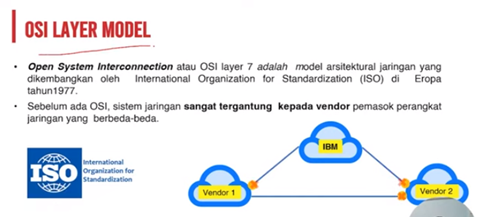 OSI LAYER MODEL
• Open System Interconnection atau OSI layer 7 adalah model arsitektural jaringan yang
dikembangkan oleh International Organization for Standardization (ISO) di Eropa
tahun1977.
• Sebelum ada OSI, sistem jaringan sangat tergantung kepada vendor pemasok perangkat
jaringan yang berbeda-beda.
IBM
ISO
International
Organization for
Standardization
Vendor 1
Vendor 2